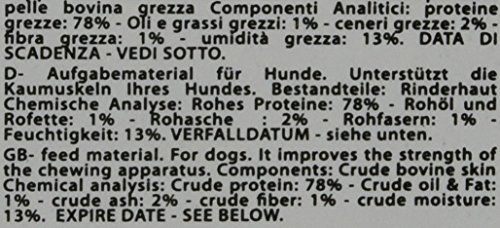 pelle bovina grezza Componenti Analitici: proteine
grezze: 78% - Oli e grassi grezzi: 1% - ceneri grezze: 2% -
fibra grezza: 1% - umidità grezza: 13%. DATA DI
SCADENZA - VEDI SOTTO.
D- Aufgabematerial für Hunde. Unterstützt die
Kaumuskeln Ihres Hundes. Bestandteile: Rinderhaut
Chemische Analyse: Rohes Proteine: 78% - Rohöl und
Rofette: 1% - Rohasche : 2% - Rohfasern: 1% -
Feuchtigkeit: 13%. VERFALLDATUM - siehe unten.
GB- feed material. For dogs. It improves the strength of
the chewing apparatus. Components: Crude bovine skin
Chemical analysis: Crude protein: 78% - Crude oil & Fat:
1% - crude ash: 2% - crude fiber: 1% - crude moisture:
13%. EXPIRE DATE - SEE BELOW.